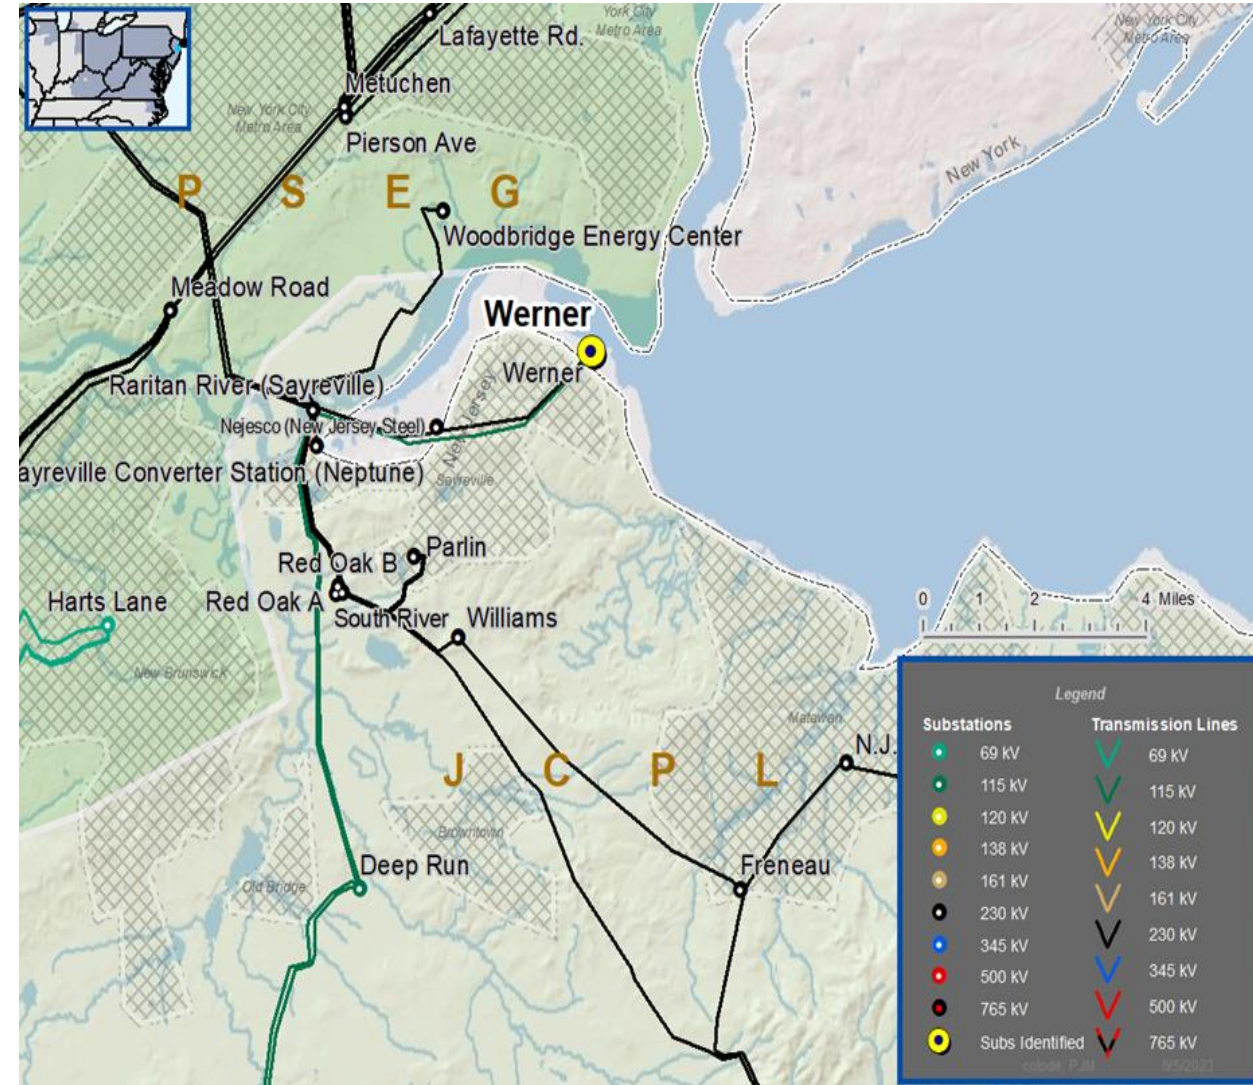 York City
Metro Area
Lafayette Rd.
New York City
Metro Area
Metuchen
New York City
Metro Area
Pierson Ave
New York
P S E G
Woodbridge Energy Center
Meadow Road
Werner
Werner
Raritan River (Sayreville)
New Jersey
Nejesco (New Jersey Steel)
ayreville Converter Station (Neptune)
Sayreville
Parlin
Red Oak B
Harts Lane
Red Oak A
South River
Williams
New Brunswick
0 1 2 4 Miles
Matawan
N.J.
J C P L
Browntown
Deep Run
Old Bridge
Freneau
Legend
Substations
Transmission Lines
69 kV
69 kV
115 kV
115 kV
120 kV
120 kV
138 kV
138 kV
161 kV
161 kV
230 kV
230 kV
345 kV
345 kV
500 kV
500 kV
765 kV
765 kV
Subs Identified